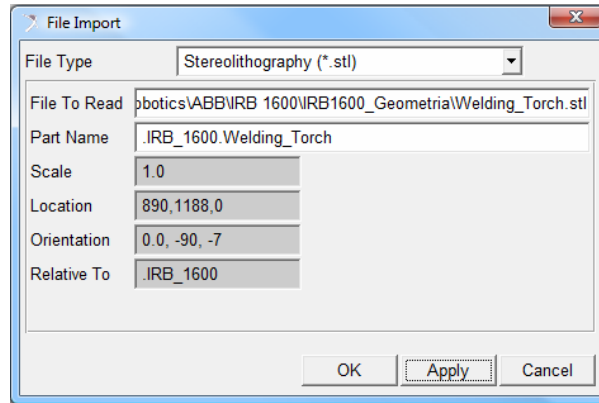 File Import
File Type Stereolithography (*.stl)
File To Read obotics\ABB\IRB 1600\IRB1600_Geometria\Welding_Torch.stl
Part Name .IRB_1600.Welding_Torch
Scale 1.0
Location 890,1188,0
Orientation 0.0, -90, -7
Relative To .IRB_1600
OK Apply Cancel